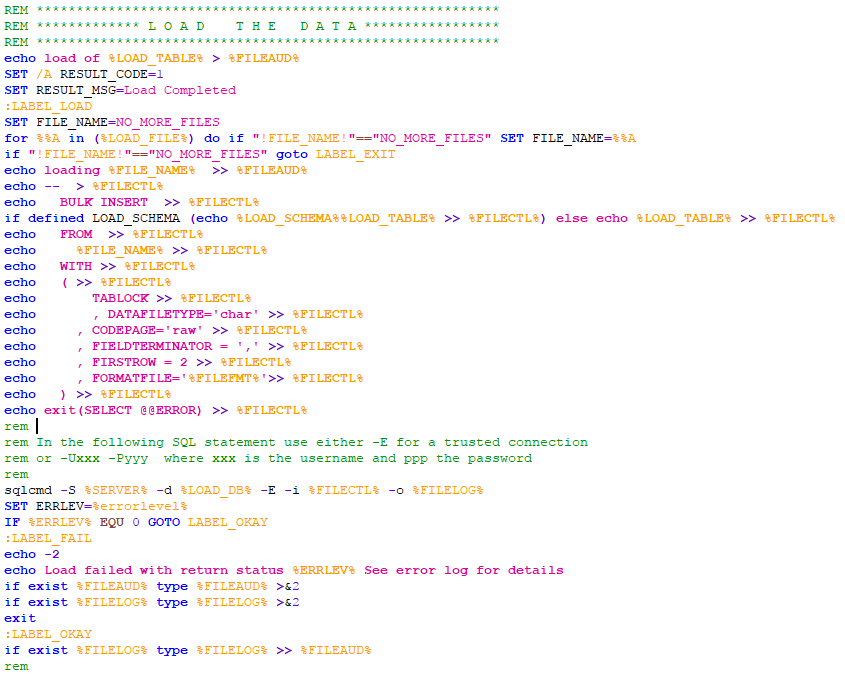 REM **********************************************************
REM ************* L O A D   T H E   D A T A *****************
REM **********************************************************
echo load of %LOAD_TABLE% > %FILEAUD%
SET /A RESULT_CODE=1
SET RESULT_MSG=Load Completed
:LABEL_LOAD
SET FILE_NAME=NO_MORE_FILES
for %%A in (%LOAD_FILE%) do if "!FILE_NAME!"=="NO_MORE_FILES" SET FILE_NAME=%%A
if "!FILE_NAME!"=="NO_MORE_FILES" goto LABEL_EXIT
echo loading %FILE_NAME%  >> %FILEAUD%
echo --  > %FILECTL%
echo   BULK INSERT  >> %FILECTL%
if defined LOAD_SCHEMA (echo %LOAD_SCHEMA%%LOAD_TABLE% >> %FILECTL%) else echo %LOAD_TABLE% >> %FILECTL%
echo   FROM  >> %FILECTL%
echo     %FILE_NAME% >> %FILECTL%
echo   WITH >> %FILECTL%
echo   ( >> %FILECTL%
echo       TABLOCK >> %FILECTL%
echo       , DATAFILETYPE='char' >> %FILECTL%
echo     , CODEPAGE='raw' >> %FILECTL%
echo     , FIELDTERMINATOR = ',' >> %FILECTL%
echo     , FIRSTROW = 2 >> %FILECTL%
echo     , FORMATFILE='%FILEFMT%'>> %FILECTL%
echo   ) >> %FILECTL%
echo exit(SELECT @@ERROR) >> %FILECTL%
rem
rem In the following SQL statement use either -E for a trusted connection
rem or -Uxxx -Pyyy  where xxx is the username and ppp the password
rem
sqlcmd -S %SERVER% -d %LOAD_DB% -E -i %FILECTL% -o %FILELOG%
SET ERRLEV=%errorlevel%
IF %ERRLEV% EQU 0 GOTO LABEL_OKAY
:LABEL_FAIL
echo -2
echo Load failed with return status %ERRLEV% See error log for details
if exist %FILEAUD% type %FILEAUD% >&2
if exist %FILELOG% type %FILELOG% >&2
exit
:LABEL_OKAY
if exist %FILELOG% type %FILELOG% >> %FILEAUD%
rem